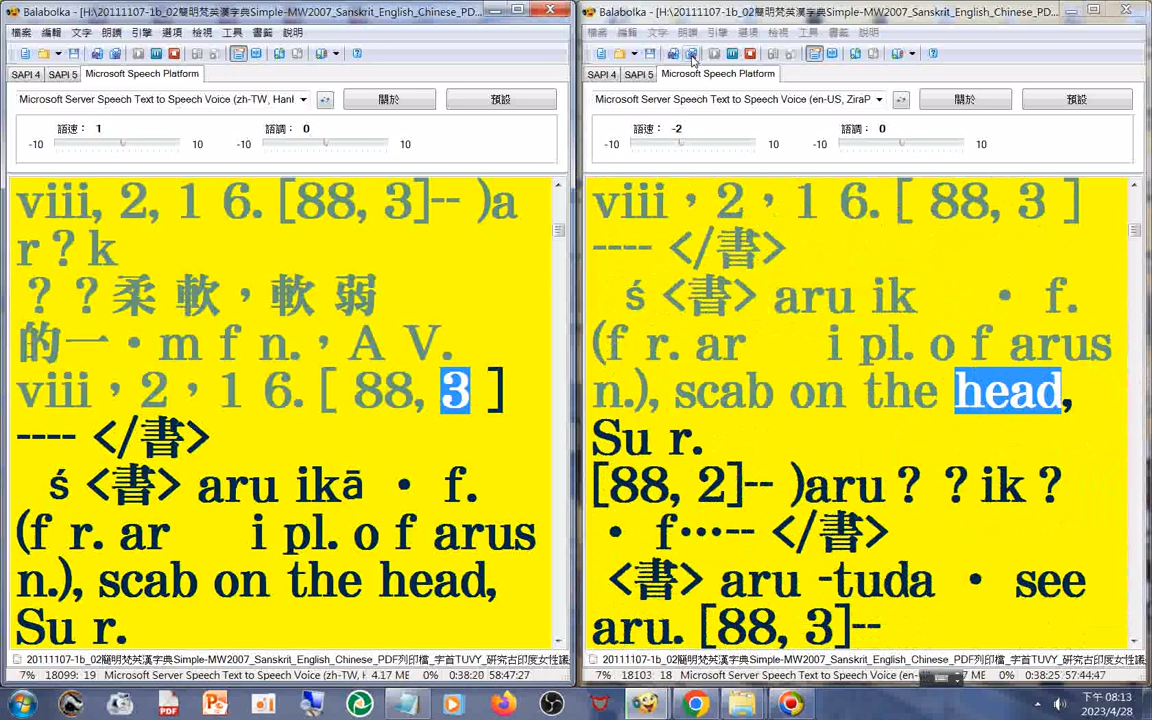 Balabolka - [H:\20111107-1b_02簡明梵英漢字典Simple-MW2007_Sanskrit_English_Chinese_PD...
檔案 編輯 文字 朗讀 引擎 選項 檢視 工具 書籤 說明
SAPI 4 SAPI 5 Microsoft Speech Platform
Microsoft Server Speech Text to Speech Voice (zh-TW, Hanl 關於 預設
語速： 1 語調： 0
-10 10 -10 10
viii, 2, 1 6. [88, 3]-- )a
r？k
？？柔 軟，軟 弱
的一・m f n.，A V.
viii，2，1 6.［ 88, 3 ］
---- </書>
ś <書> aru ikā • f.
(f r. ar i pl. o f arus
n.), scab on the head,
Su r.
20111107-1b_02簡明梵英漢字典Simple-MW2007_Sanskrit_English_Chinese_PDF列印檔_字首TUVY_研究古印度女性議
7% 18099: 19 Microsoft Server Speech Text to Speech Voice (zh-TW, H 4.17 ME 0% 0:38:20 58:47:27
Balabolka - [H:\20111107-1b_02簡明梵英漢字典Simple-MW2007_Sanskrit_English_Chinese_PDF...
檔案 編輯 文字 朗讀 引擎 選項 檢視 工具 書籤 說明
SAPI 4 SAPI 5 Microsoft Speech Platform
Microsoft Server Speech Text to Speech Voice (en-US, ZiraP 關於 預設
語速： -2 語調： 0
-10 10 -10 10
viii，2，1 6.［ 88, 3 ］
---- </書>
ś <書> aru ik • f.
(f r. ar i pl. o f arus
n.), scab on the head,
Su r.
[88, 2]-- )aru？？ik？
• f…-- </書>
<書> aru -tuda • see
aru. [88, 3]--
20111107-1b_02簡明梵英漢字典Simple-MW2007_Sanskrit_English_Chinese_PDF列印檔_字首TUVY_研究古印度女性議
7% 18103: 18 Microsoft Server Speech Text to Speech Voice (en-US 0% 0:38:25 57:44:47
下午 08:13
2023/4/28